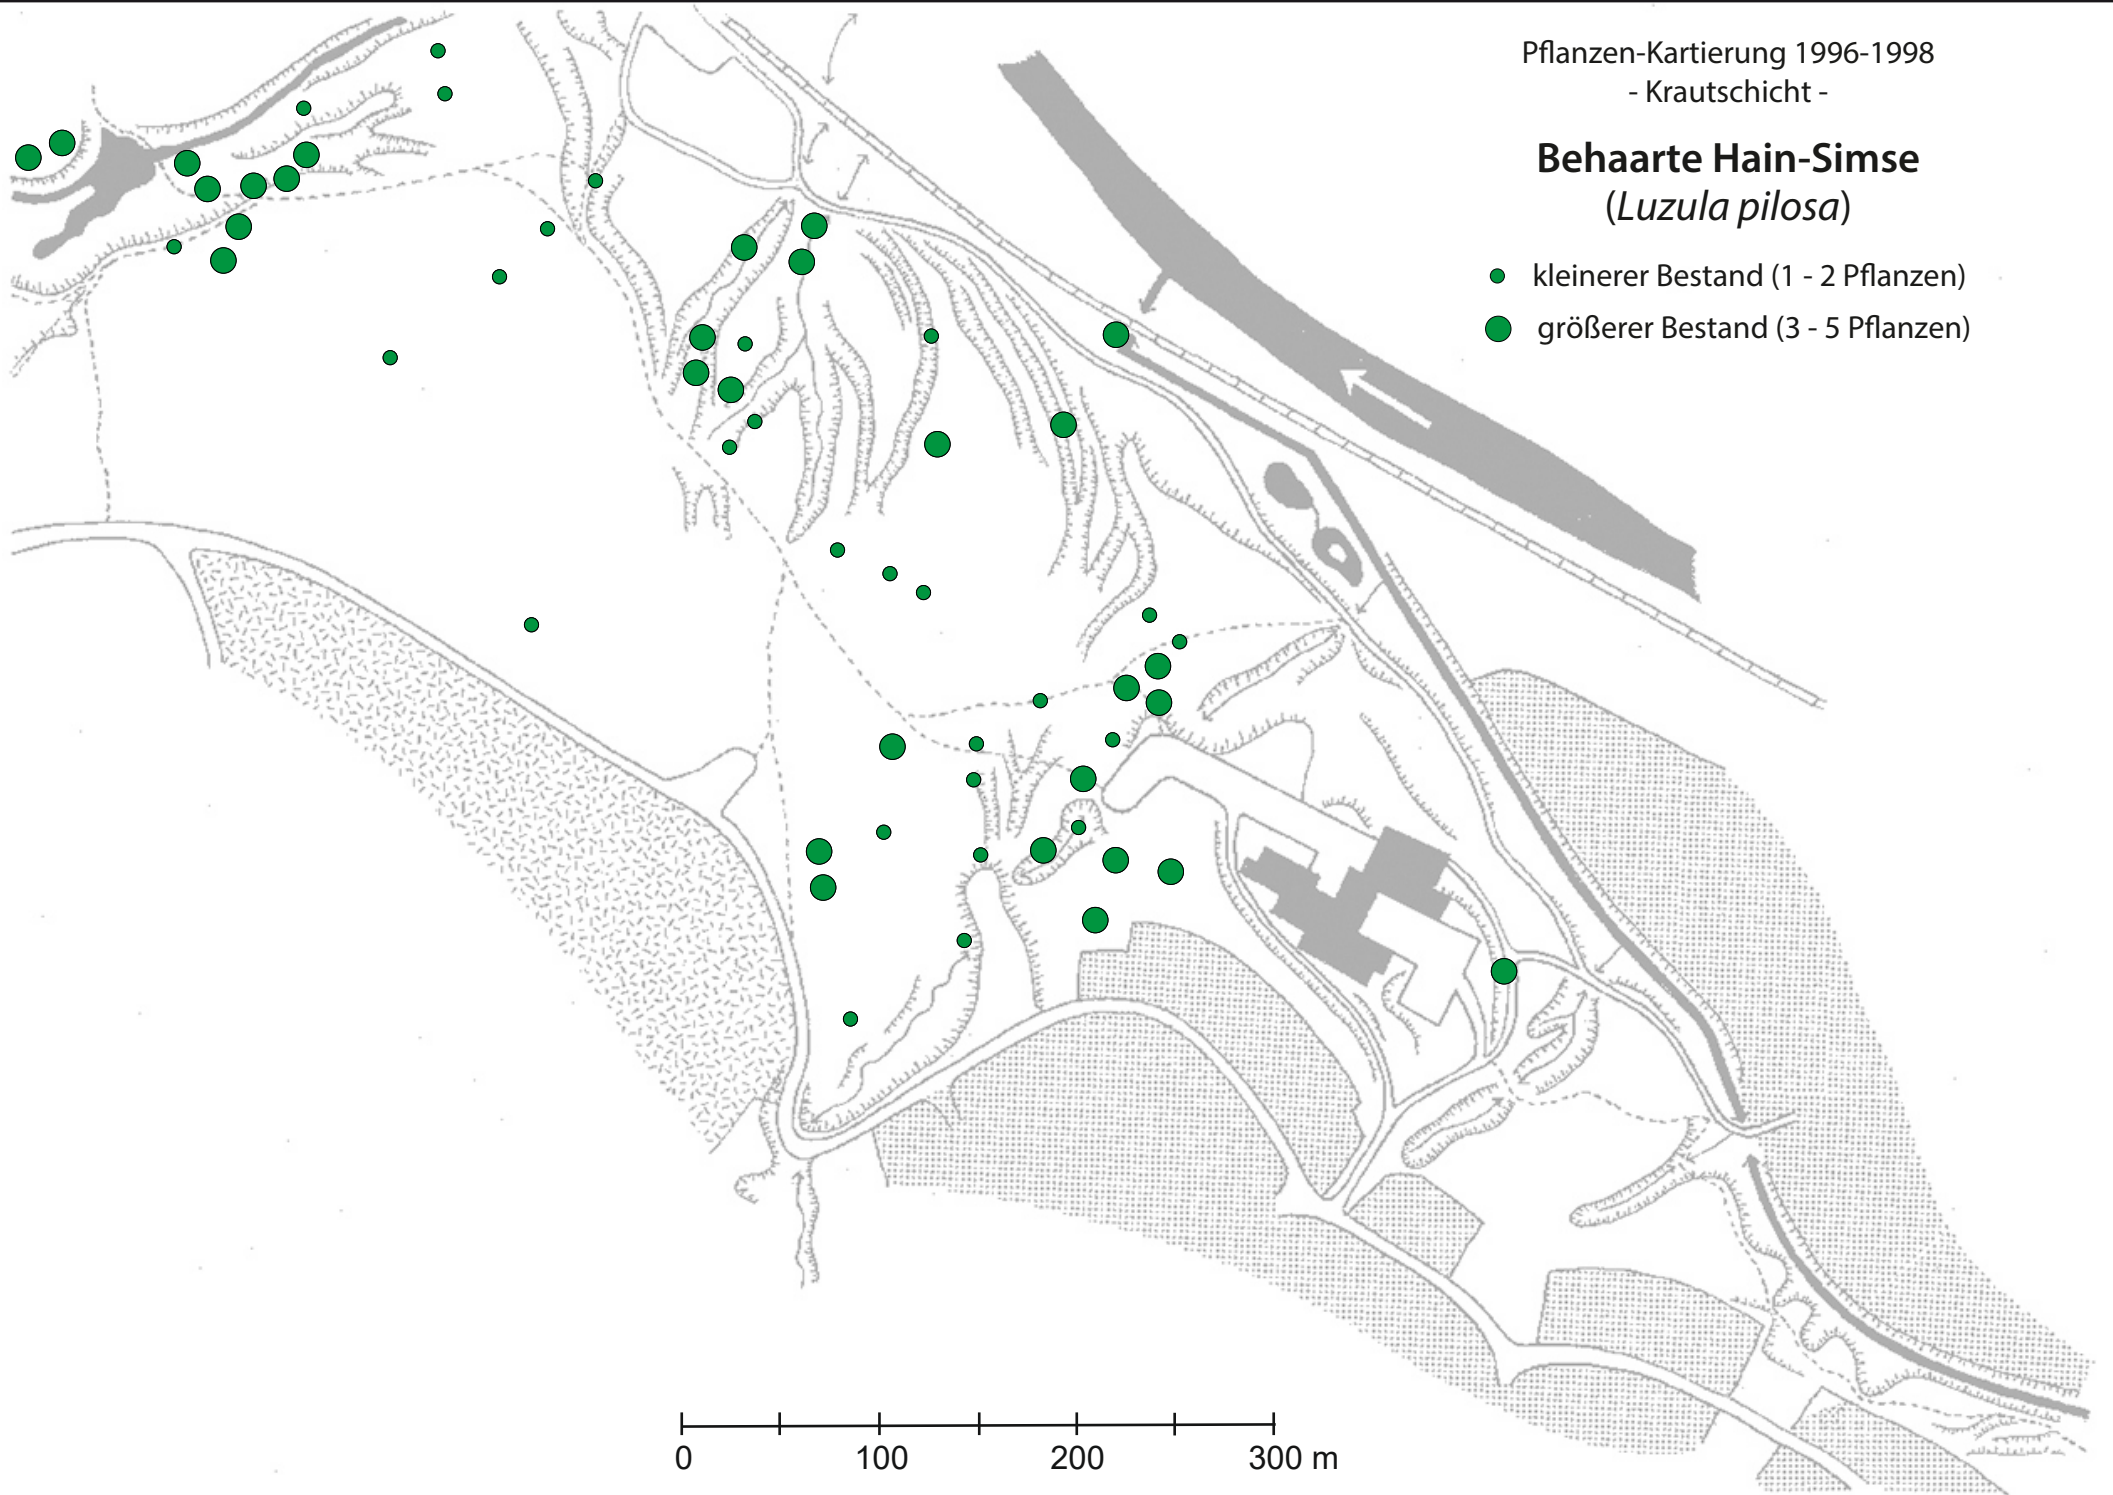 Pflanzen-Kartierung 1996-1998
- Krautschicht -
Behaarte Hain-Simse
(Luzula pilosa)
kleinerer Bestand (1 - 2 Pflanzen)
größerer Bestand (3 - 5 Pflanzen)
0 100 200 300 m